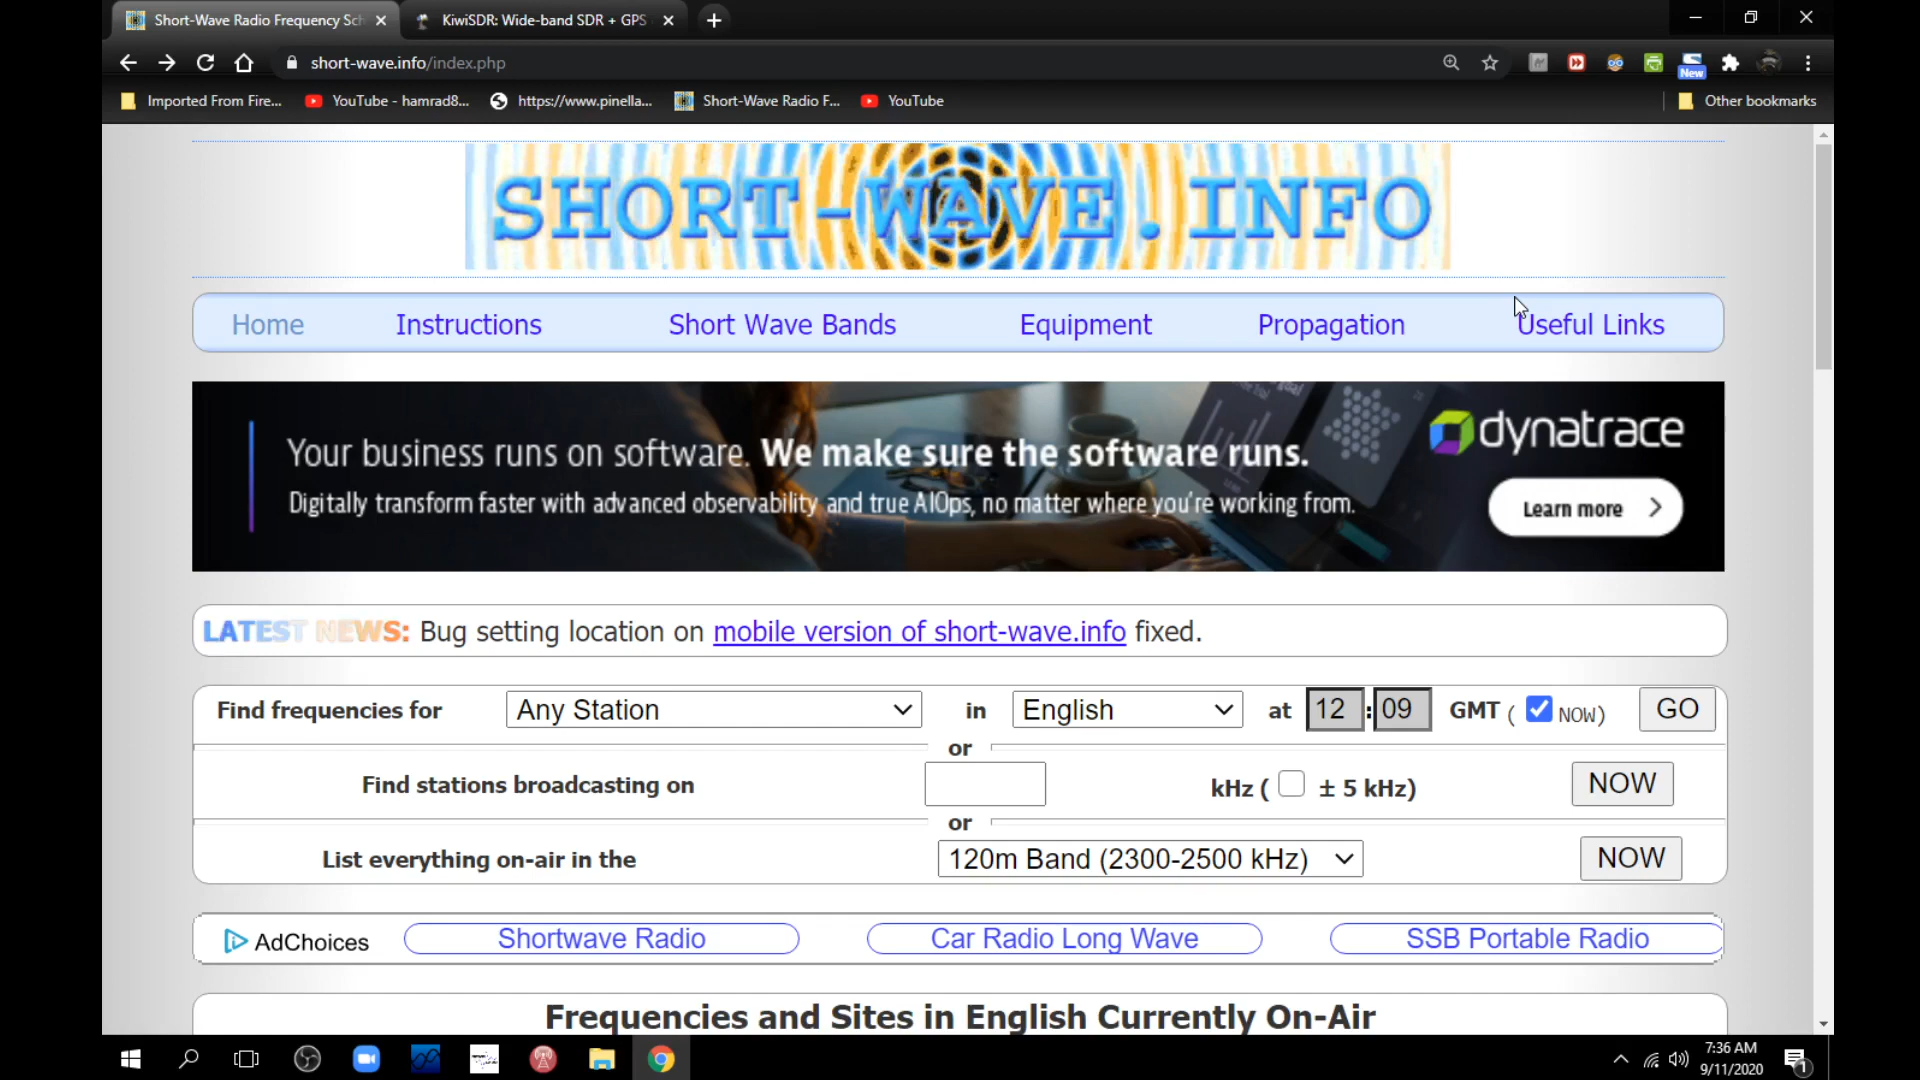 Short-Wave Radio Frequency Sch
KiwiSDR: Wide-band SDR + GPS
short-wave.info/index.php
New
Imported From Fire...
YouTube - hamrad8...
https://www.pinella...
Short-Wave Radio F...
YouTube
Other bookmarks
SHORT-WAVE.INFO
Home Instructions Short Wave Bands Equipment Propagation Useful Links
Your business runs on software. We make sure the software runs.
Digitally transform faster with advanced observability and true AIOps, no matter where you're working from.
dynatrace
Learn more
LATEST NEWS: Bug setting location on mobile version of short-wave.info fixed.
Find frequencies for Any Station in English at 12 : 09 GMT ( NOW) GO
or
Find stations broadcasting on kHz ( ± 5 kHz) NOW
or
List everything on-air in the 120m Band (2300-2500 kHz) NOW
AdChoices Shortwave Radio Car Radio Long Wave SSB Portable Radio
Frequencies and Sites in English Currently On-Air
7:36 AM
9/11/2020
1